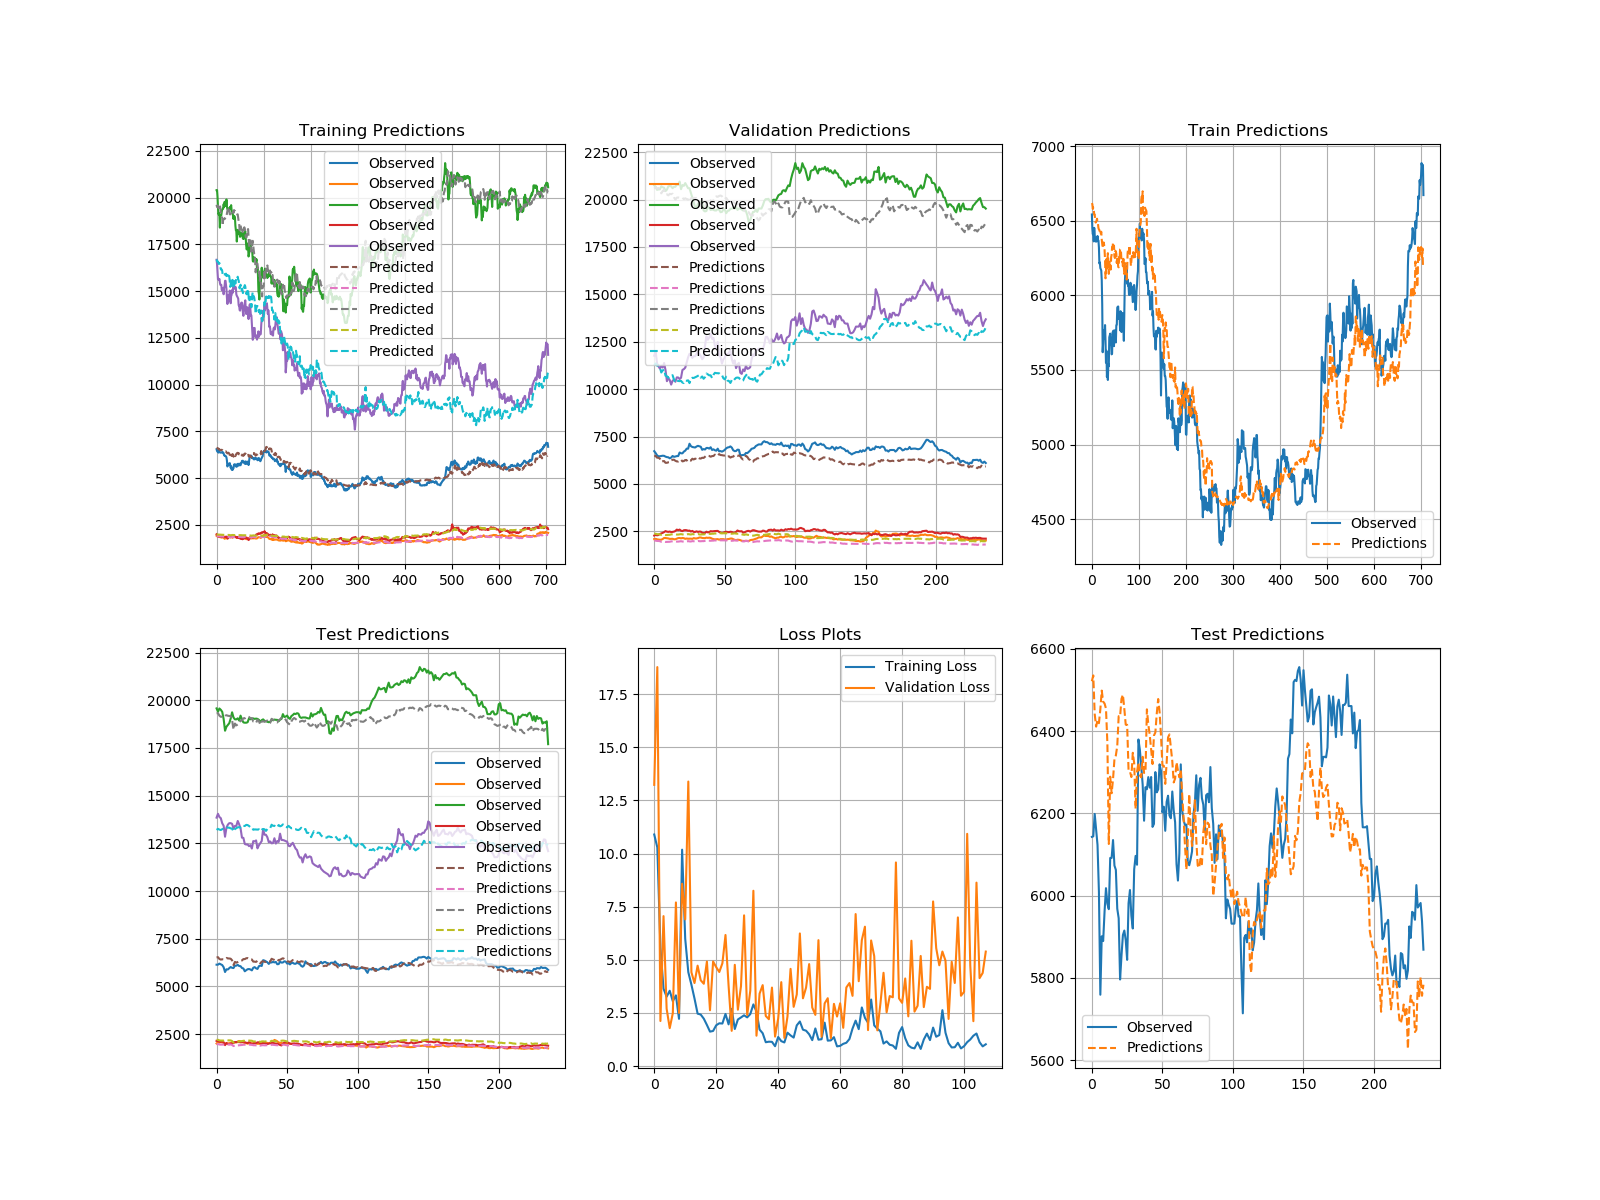 Training Predictions
22500
20000
17500
15000
12500
10000
7500
5000
2500
0 100 200 300 400 500 600 700
Observed
Observed
Observed
Observed
Observed
Predicted
Predicted
Predicted
Predicted
Predicted
Validation Predictions
22500
20000
17500
15000
12500
10000
7500
5000
2500
0 50 100 150 200
Observed
Observed
Observed
Observed
Observed
Predictions
Predictions
Predictions
Predictions
Predictions
Train Predictions
7000
6500
6000
5500
5000
4500
0 100 200 300 400 500 600 700
Observed
Predictions
Test Predictions
22500
20000
17500
15000
12500
10000
7500
5000
2500
0 50 100 150 200
Observed
Observed
Observed
Observed
Observed
Predictions
Predictions
Predictions
Predictions
Predictions
Loss Plots
17.5
15.0
12.5
10.0
7.5
5.0
2.5
0.0
0 20 40 60 80 100
Training Loss
Validation Loss
Test Predictions
6600
6400
6200
6000
5800
5600
0 50 100 150 200
Observed
Predictions